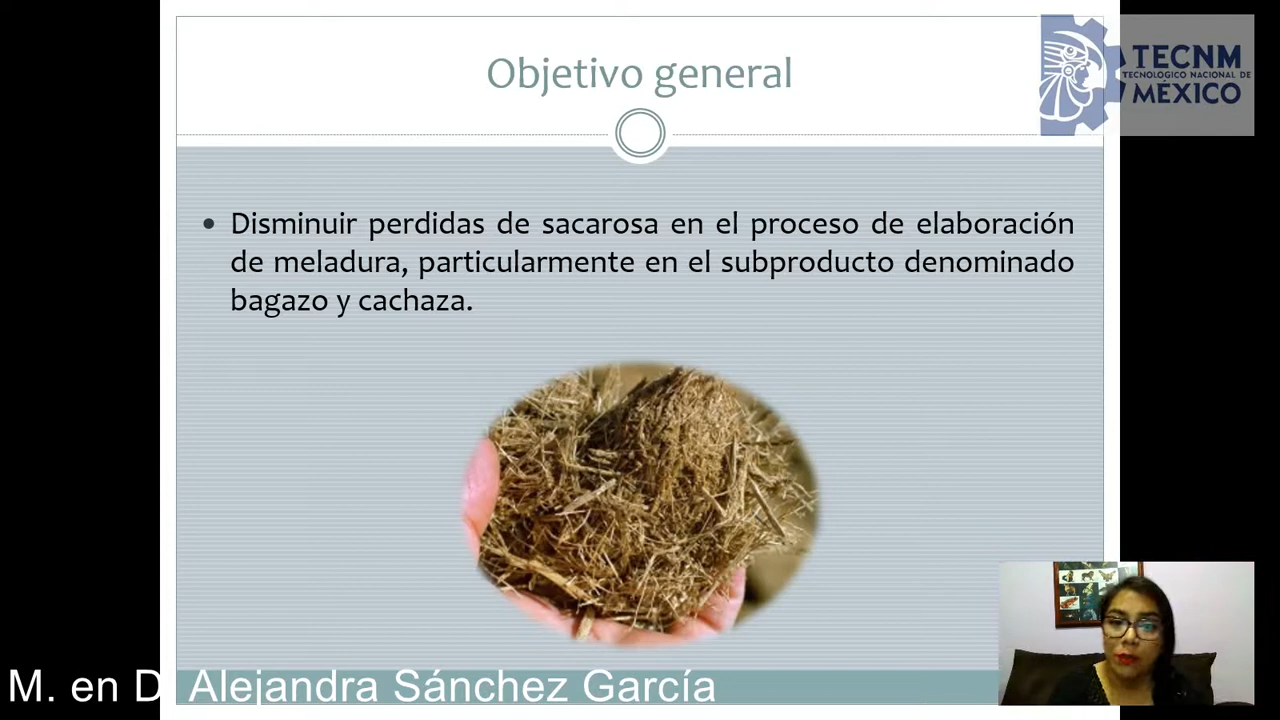 Objetivo general
TECNM
TECNOLÓGICO NACIONAL DE
MÉXICO
• Disminuir perdidas de sacarosa en el proceso de elaboración
de meladura, particularmente en el subproducto denominado
bagazo y cachaza.
M. en D. Alejandra Sánchez García